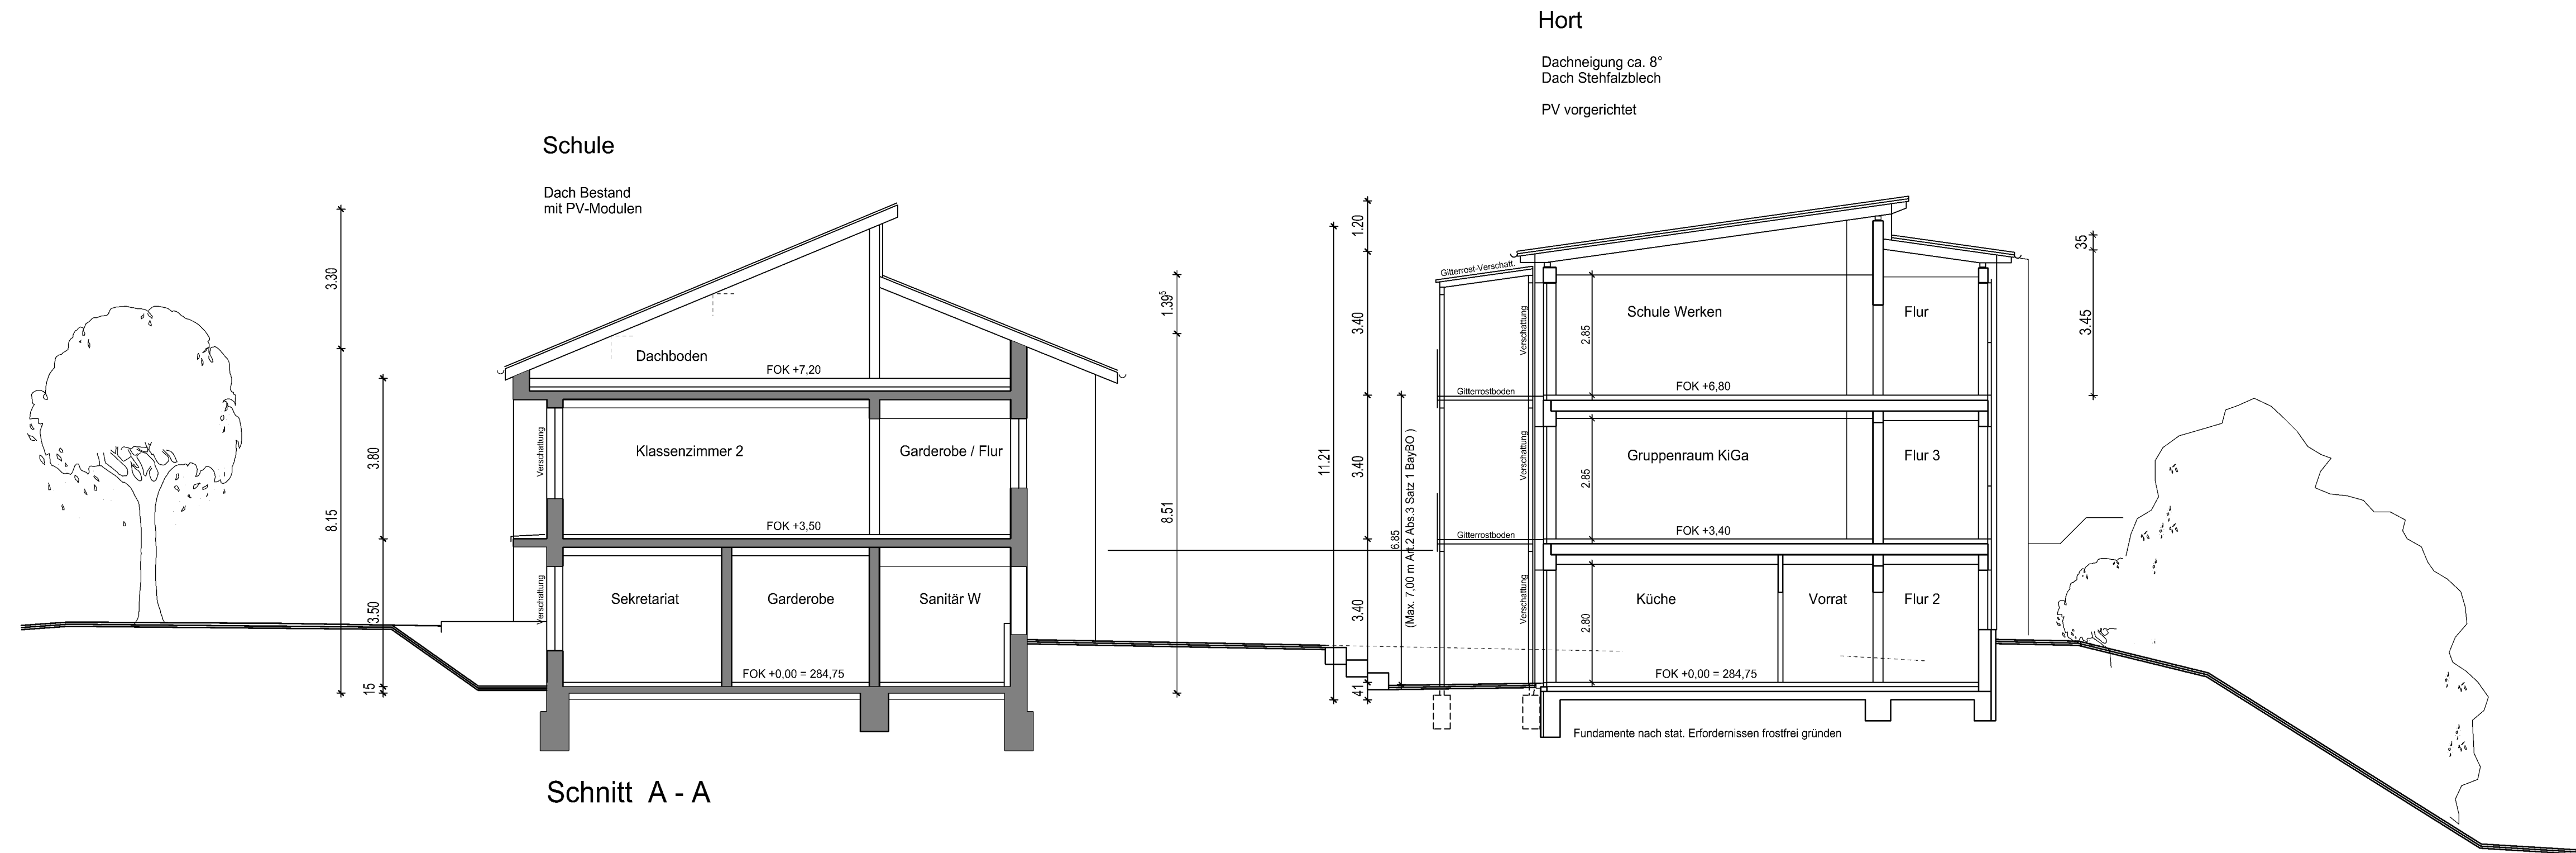 Hort
Dachneigung ca. 8°
Dach Stehfalzblech
PV vorgerichtet
Schule
Dach Bestand
mit PV-Modulen
3.30
8.15
3.80
3.50
15
Dachboden
FOK +7,20
Verschattung
Klassenzimmer 2
Garderobe / Flur
FOK +3,50
Verschattung
Sekretariat
Garderobe
Sanitär W
FOK +0,00 = 284,75
1.39⁵
8.51
11.21
1.20
3.40
3.40
3.40
41
6.85
(Max. 7,00 m Art.2 Abs.3 Satz 1 BayBO )
Gitterrost-Verschatt.
Gitterrostboden
Gitterrostboden
Verschattung
Verschattung
Verschattung
2.85
Schule Werken
Flur
FOK +6,80
2.85
Gruppenraum KiGa
Flur 3
FOK +3,40
2.80
Küche
Vorrat
Flur 2
FOK +0,00 = 284,75
35
3.45
Fundamente nach stat. Erfordernissen frostfrei gründen
Schnitt A - A